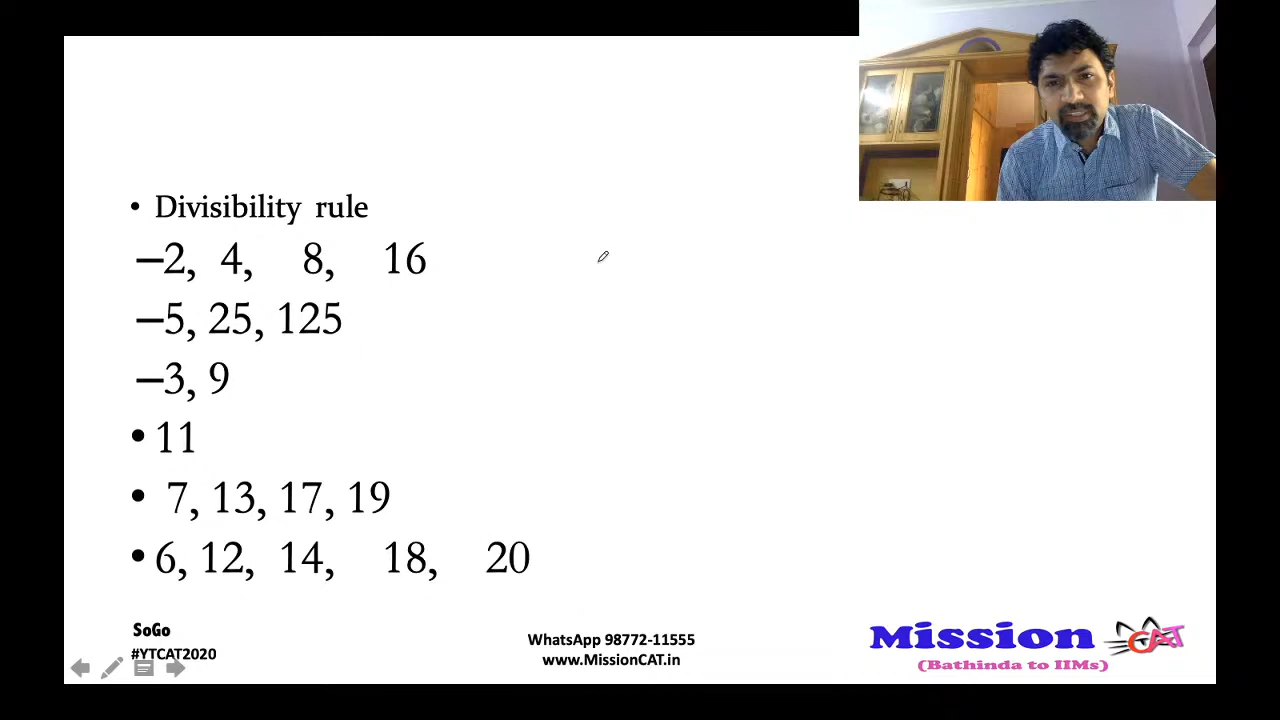 • Divisibility rule
–2, 4, 8, 16
–5, 25, 125
–3, 9
• 11
• 7, 13, 17, 19
• 6, 12, 14, 18, 20
SoGo
#YTCAT2020
WhatsApp 98772-11555
www.MissionCAT.in
Mission CAT
(Bathinda to IIMs)